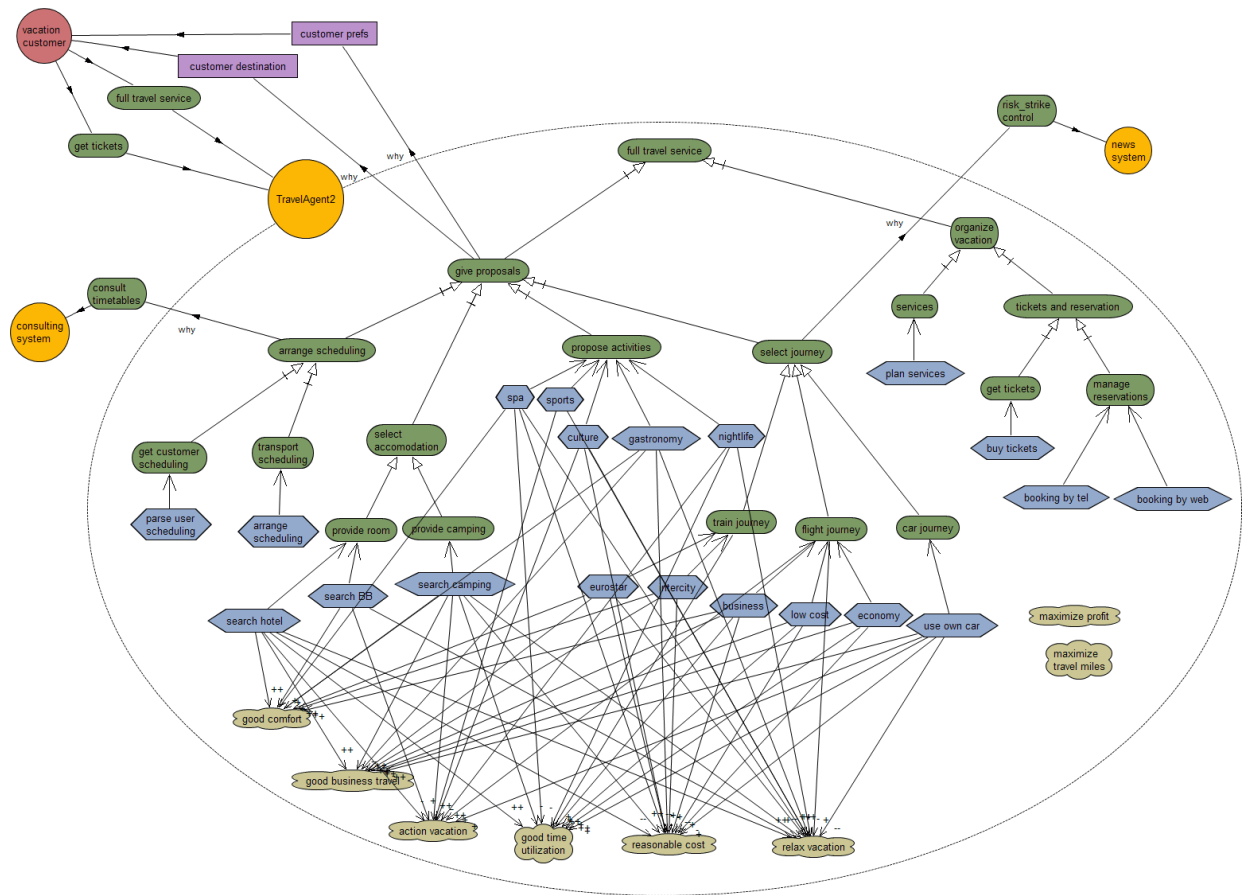 vacation
customer
customer prefs
customer destination
full travel service
get tickets
risk_strike
control
news
system
full travel service
why
why
why
TravelAgent2
organize
vacation
why
give proposals
consult
timetables
services
tickets and reservation
consulting
system
why
arrange scheduling
propose activities
select journey
plan services
get tickets
manage
reservations
spa
sports
culture
gastronomy
nightlife
select
accomodation
get customer
scheduling
transport
scheduling
buy tickets
booking by tel
booking by web
parse user
scheduling
arrange
scheduling
provide room
provide camping
train journey
flight journey
car journey
search BB
search camping
eurostar
intercity
business
low cost
economy
use own car
search hotel
maximize profit
maximize
travel miles
++
good comfort
++
good business travel
++
action vacation
good time
utilization
reasonable cost
relax vacation